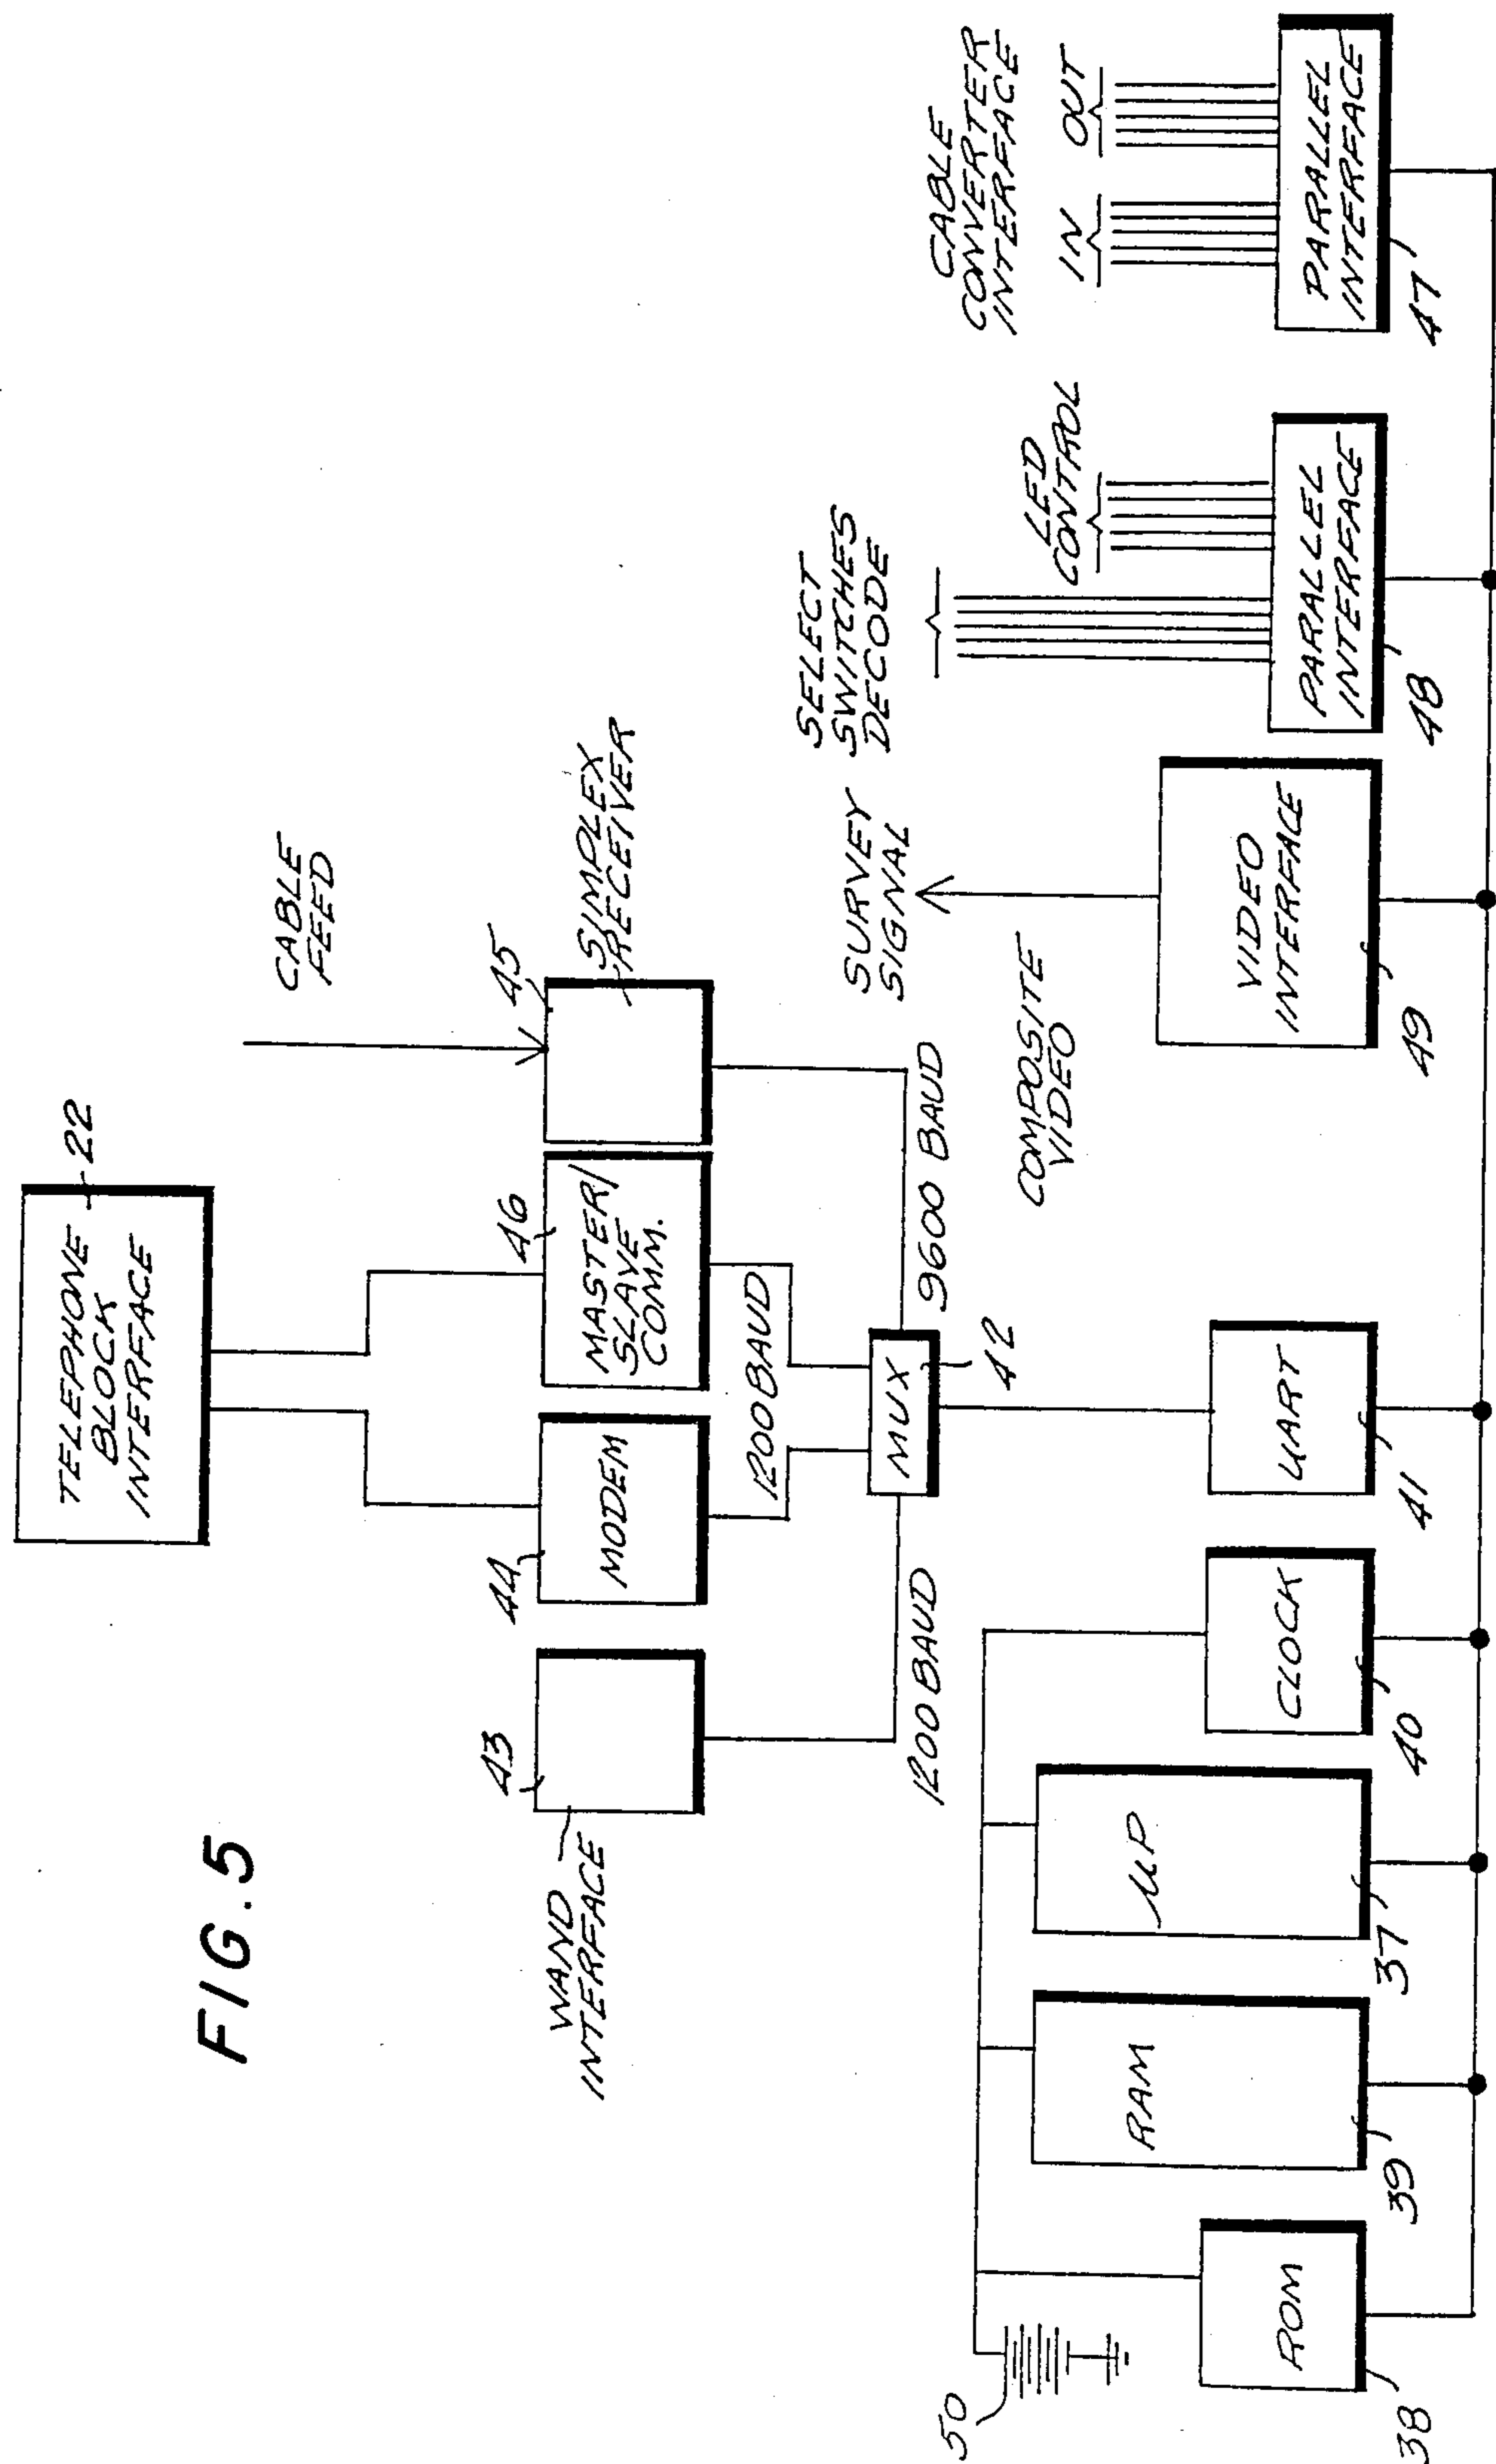 FIG. 5
TELEPHONE
BLOCK
INTERFACE
22
CABLE
FEED
WAND
INTERFACE
43
44
MODEM
46
MASTER/
SLAVE
COMM.
45
SIMPLEX
RECEIVER
1200 BAUD
1200 BAUD
MUX
42
9600 BAUD
COMPOSITE
VIDEO
SURVEY
SIGNAL
SELECT
SWITCHES
DECODE
LED
CONTROL
CABLE
CONVERTER
INTERFACE
IN
OUT
50
ROM
38
RAM
39
μP
37
CLOCK
40
UART
41
VIDEO
INTERFACE
49
PARALLEL
INTERFACE
48
PARALLEL
INTERFACE
47